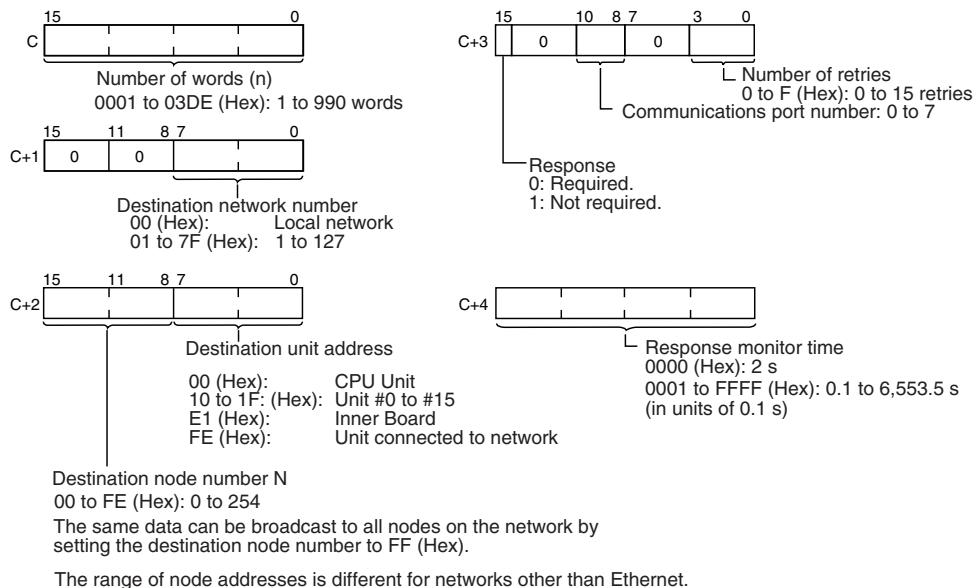 15 0
C
Number of words (n)
0001 to 03DE (Hex): 1 to 990 words
15 11 8 7 0
C+1 0 0
Destination network number
00 (Hex): Local network
01 to 7F (Hex): 1 to 127
15 11 8 7 0
C+2
Destination unit address
00 (Hex): CPU Unit
10 to 1F: (Hex): Unit #0 to #15
E1 (Hex): Inner Board
FE (Hex): Unit connected to network
Destination node number N
00 to FE (Hex): 0 to 254
The same data can be broadcast to all nodes on the network by
setting the destination node number to FF (Hex).
The range of node addresses is different for networks other than Ethernet.
15 10 8 7 3 0
C+3 0 0
Number of retries
0 to F (Hex): 0 to 15 retries
Communications port number: 0 to 7
Response
0: Required.
1: Not required.
C+4
Response monitor time
0000 (Hex): 2 s
0001 to FFFF (Hex): 0.1 to 6,553.5 s
(in units of 0.1 s)